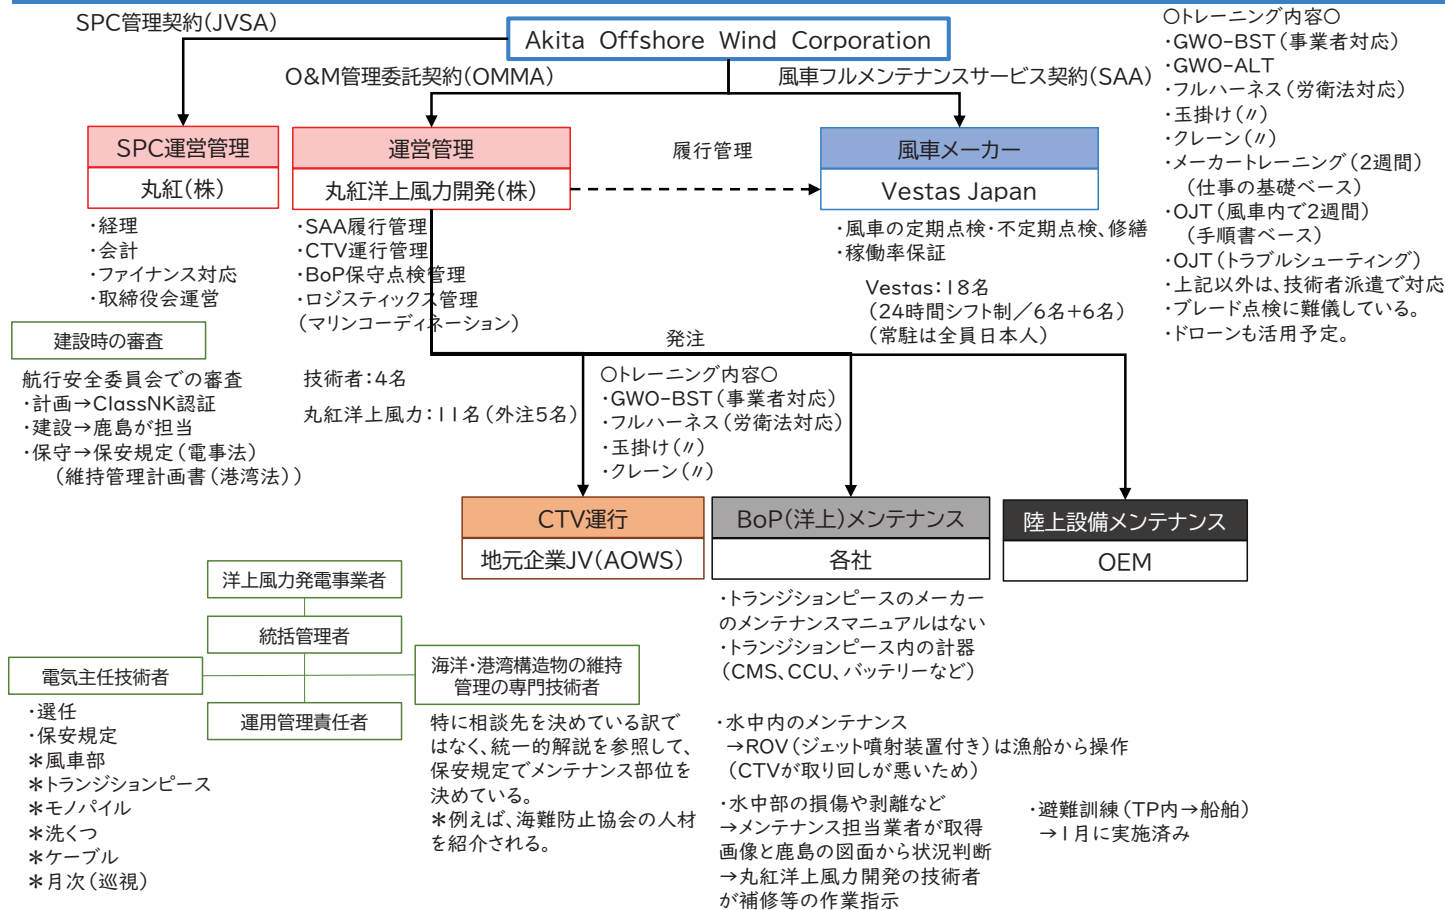 SPC管理契約(JVSA)
Akita Offshore Wind Corporation
O&M管理委託契約(OMMA)
風車フルメンテナンスサービス契約(SAA)
SPC運営管理
丸紅(株)
・経理
・会計
・ファイナンス対応
・取締役会運営
運営管理
丸紅洋上風力開発(株)
・SAA履行管理
・CTV運行管理
・BoP保守点検管理
・ロジスティックス管理
(マリンコーディネーション)
技術者:4名
丸紅洋上風力:11名(外注5名)
履行管理
風車メーカー
Vestas Japan
・風車の定期点検・不定期点検、修繕
・稼働率保証
Vestas:18名
(24時間シフト制／6名+6名)
(常駐は全員日本人)
〇トレーニング内容〇
・GWO-BST(事業者対応)
・GWO-ALT
・フルハーネス(労衛法対応)
・玉掛け(〃)
・クレーン(〃)
・メーカートレーニング(2週間)
(仕事の基礎ベース)
・OJT(風車内で2週間)
(手順書ベース)
・OJT(トラブルシューティング)
・上記以外は、技術者派遣で対応
・ブレード点検に難儀している。
・ドローンも活用予定。
建設時の審査
航行安全委員会での審査
・計画→ClassNK認証
・建設→鹿島が担当
・保守→保安規定(電事法)
(維持管理計画書(港湾法))
発注
〇トレーニング内容〇
・GWO-BST(事業者対応)
・フルハーネス(労衛法対応)
・玉掛け(〃)
・クレーン(〃)
CTV運行
地元企業JV(AOWS)
BoP(洋上)メンテナンス
各社
陸上設備メンテナンス
OEM
・トランジションピースのメーカー
のメンテナンスマニュアルはない
・トランジションピース内の計器
(CMS、CCU、バッテリーなど)
・水中内のメンテナンス
→ROV(ジェット噴射装置付き)は漁船から操作
(CTVが取り回しが悪いため)
・水中部の損傷や剥離など
→メンテナンス担当業者が取得
画像と鹿島の図面から状況判断
→丸紅洋上風力開発の技術者
が補修等の作業指示
・避難訓練(TP内→船舶)
→1月に実施済み
洋上風力発電事業者
統括管理者
電気主任技術者
海洋・港湾構造物の維持
管理の専門技術者
運用管理責任者
・選任
・保安規定
＊風車部
＊トランジションピース
＊モノパイル
＊洗くつ
＊ケーブル
＊月次(巡視)
特に相談先を決めている訳で
はなく、統一的解説を参照して、
保安規定でメンテナンス部位を
決めている。
＊例えば、海難防止協会の人材
を紹介される。